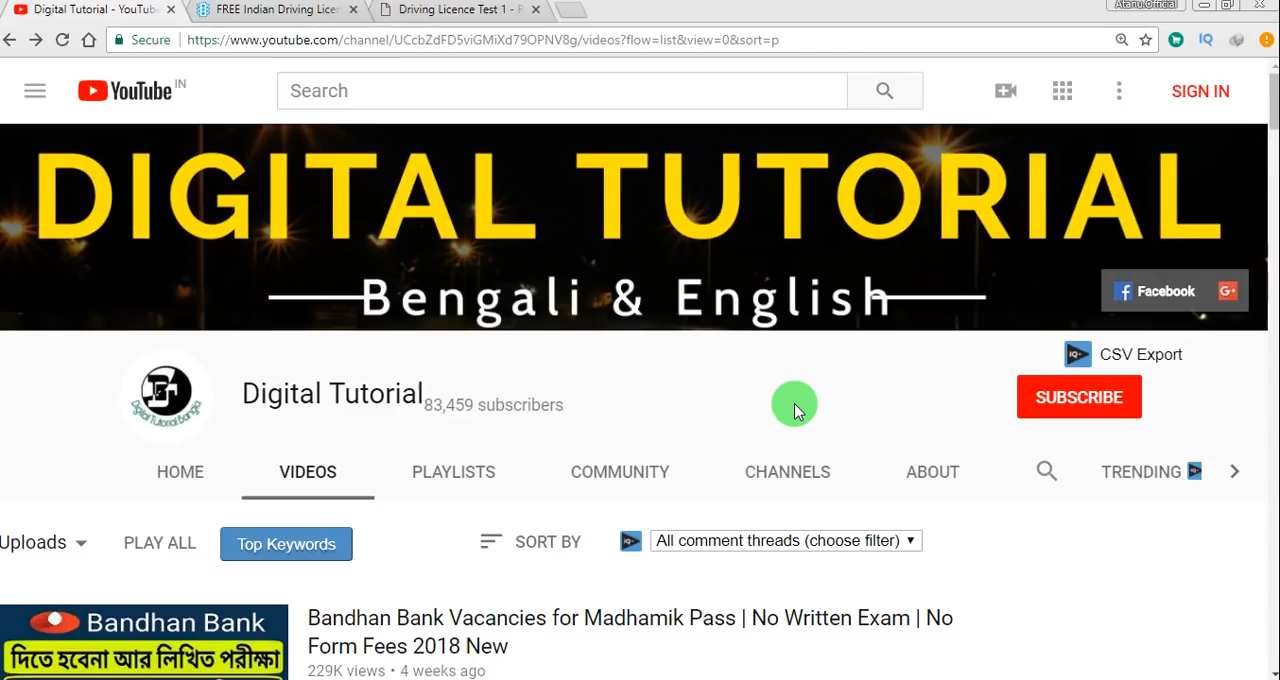 Digital Tutorial - YouTube
FREE Indian Driving Licen
Driving Licence Test 1 - R
Atanu.Official
Secure
https://www.youtube.com/channel/UCcbZdFD5viGMiXd79OPNV8g/videos?flow=list&view=0&sort=p
YouTube IN
Search
SIGN IN
DIGITAL TUTORIAL
Bengali & English
Facebook
G+
CSV Export
Digital Tutorial
83,459 subscribers
SUBSCRIBE
HOME
VIDEOS
PLAYLISTS
COMMUNITY
CHANNELS
ABOUT
TRENDING
Uploads
PLAY ALL
Top Keywords
SORT BY
All comment threads (choose filter)
Bandhan Bank
দিতে হবেনা আর লিখিত পরীক্ষা
Bandhan Bank Vacancies for Madhamik Pass | No Written Exam | No
Form Fees 2018 New
229K views • 4 weeks ago